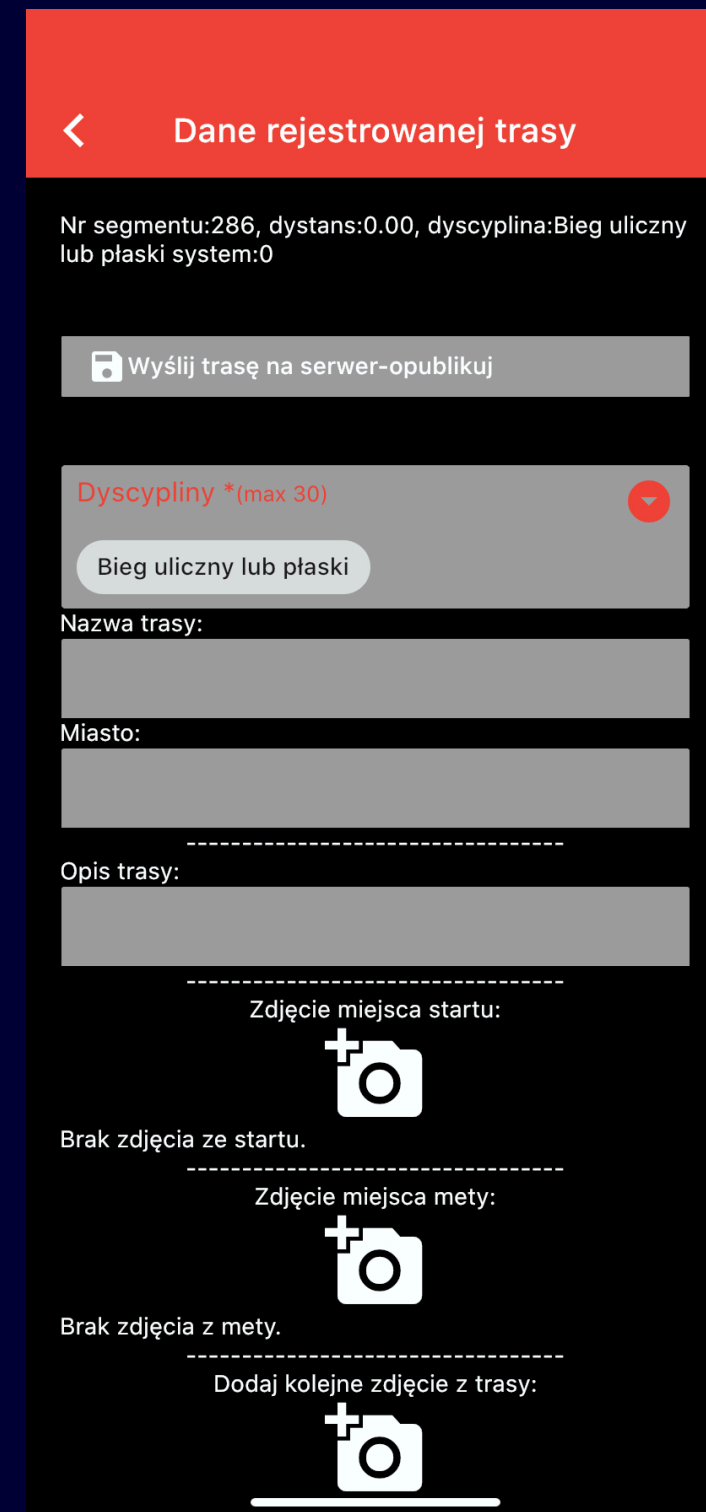 Dane rejestrowanej trasy
Nr segmentu:286, dystans:0.00, dyscyplina:Bieg uliczny
lub płaski system:0
Wyślij trasę na serwer-opublikuj
Dyscypliny *(max 30)
Bieg uliczny lub płaski
Nazwa trasy:
Miasto:
----------------------------------
Opis trasy:
----------------------------------
Zdjęcie miejsca startu:
Brak zdjęcia ze startu.
----------------------------------
Zdjęcie miejsca mety:
Brak zdjęcia z mety.
----------------------------------
Dodaj kolejne zdjęcie z trasy: